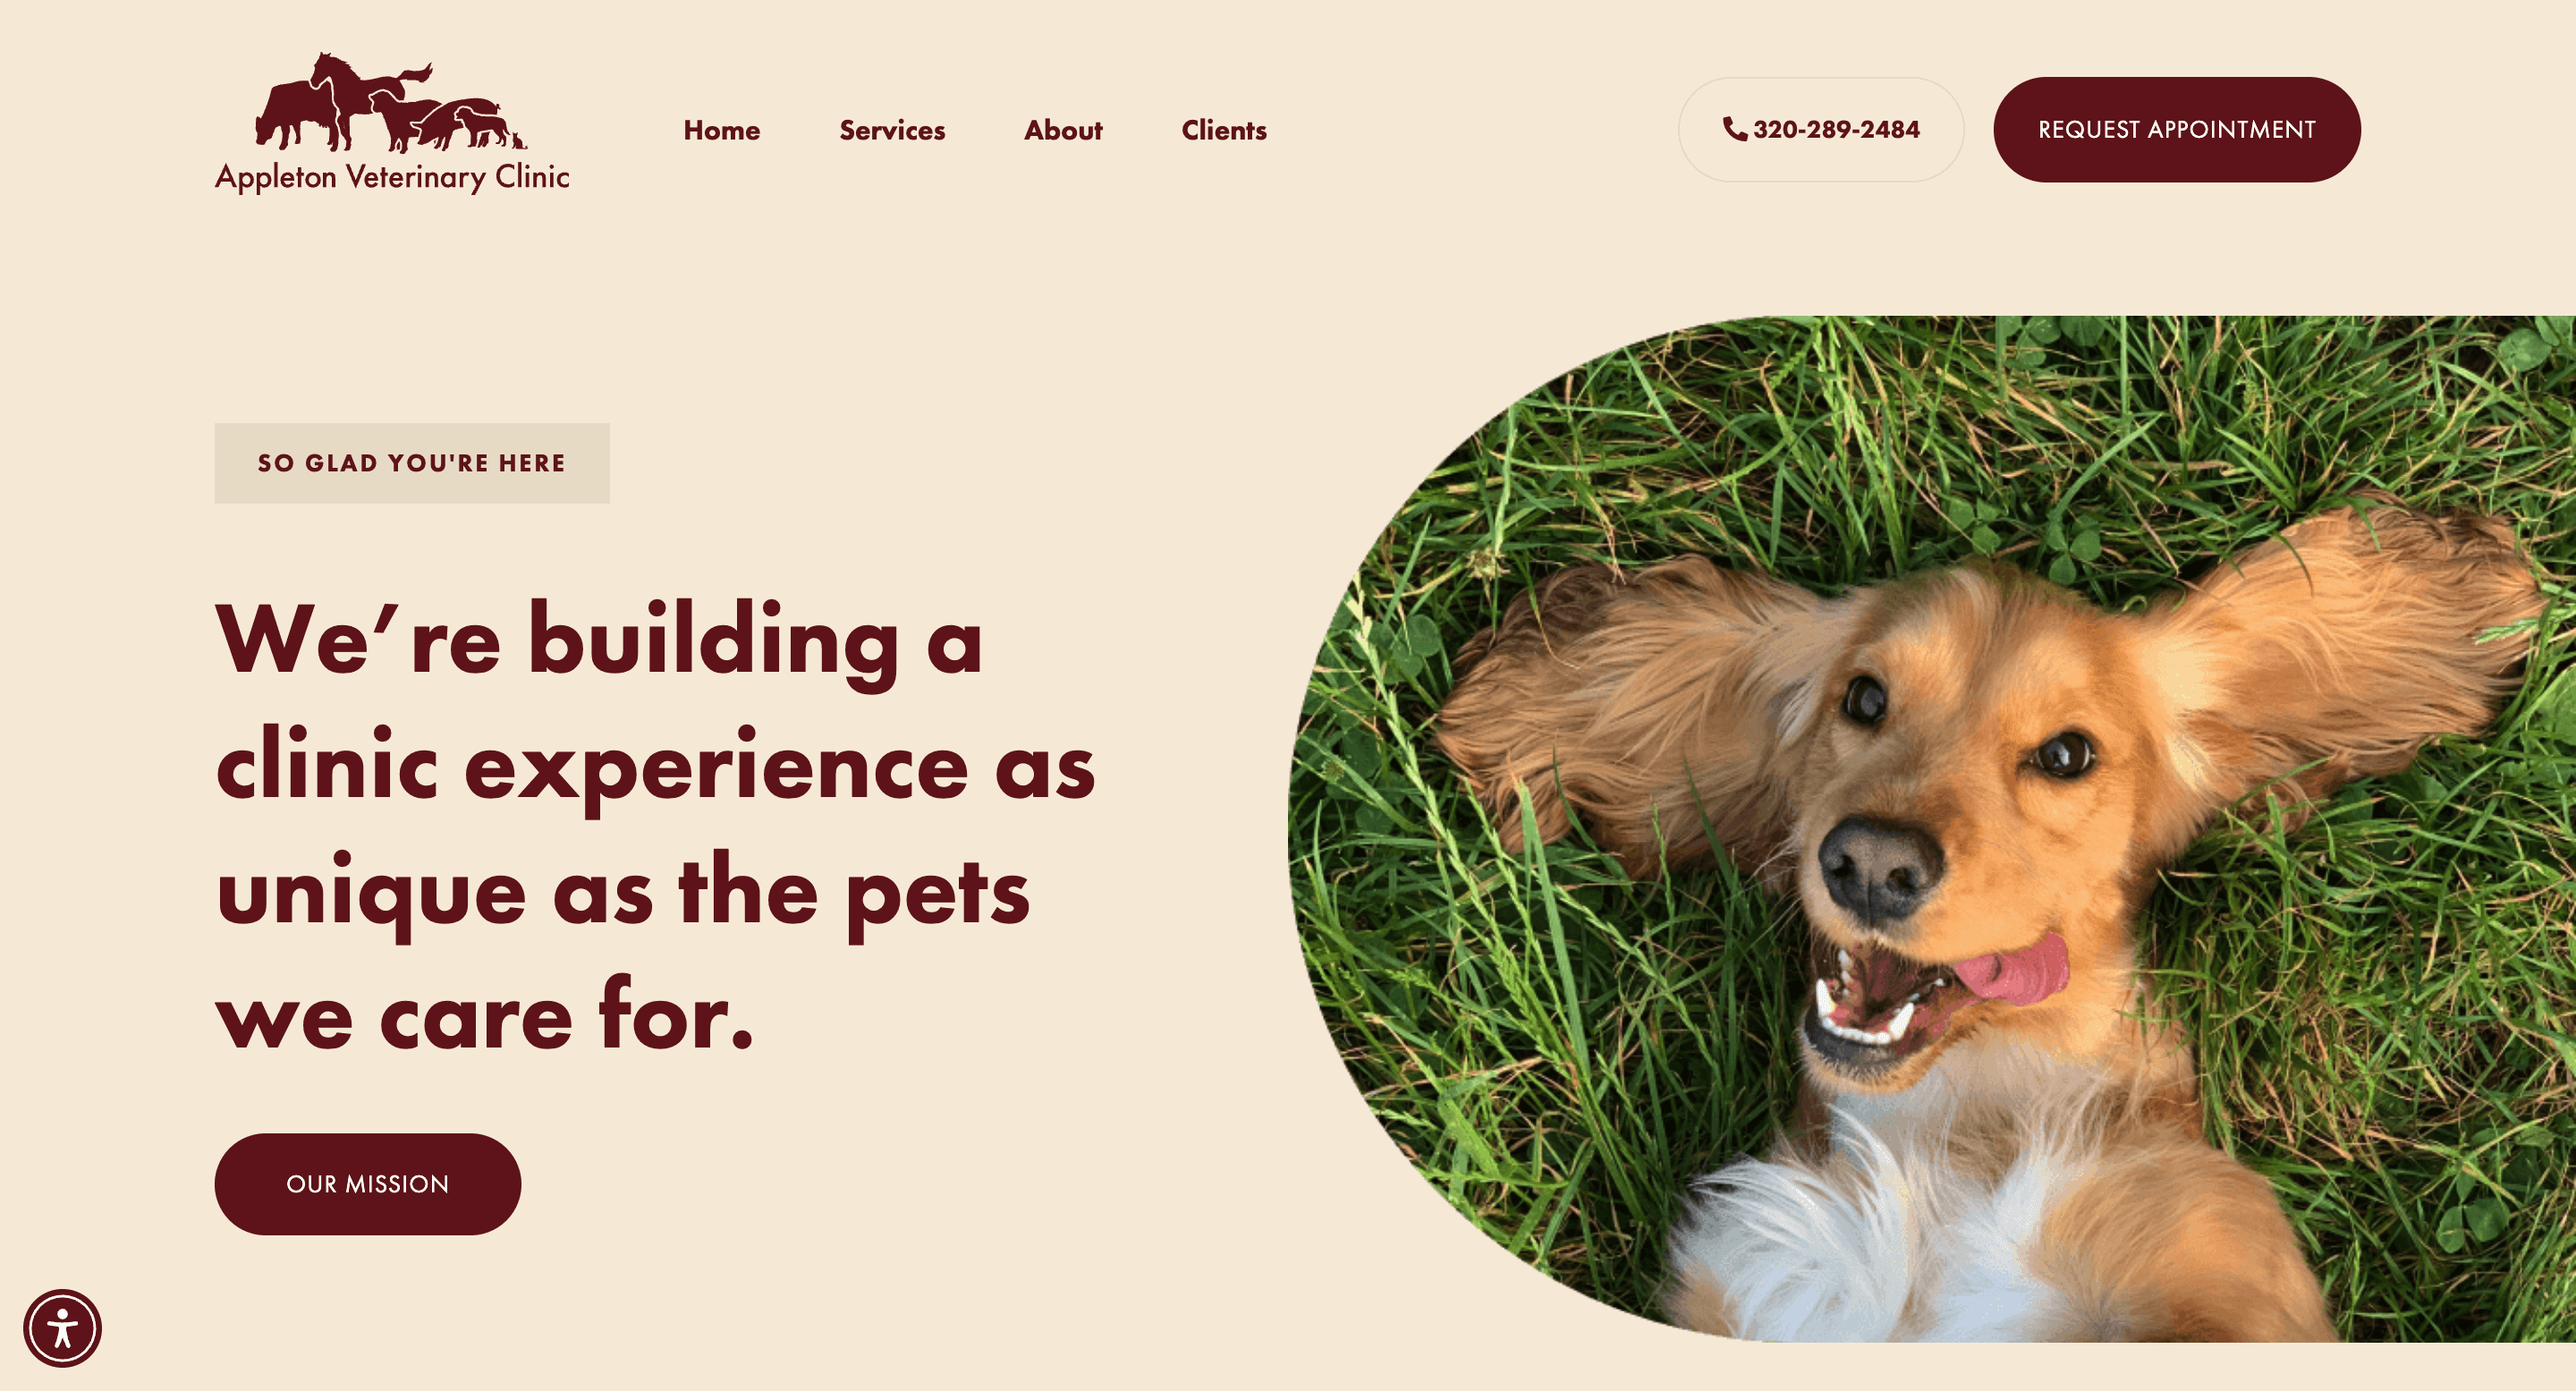 Appleton Veterinary Clinic
Home
Services
About
Clients
320-289-2484
REQUEST APPOINTMENT
SO GLAD YOU'RE HERE
We’re building a
clinic experience as
unique as the pets
we care for.
OUR MISSION